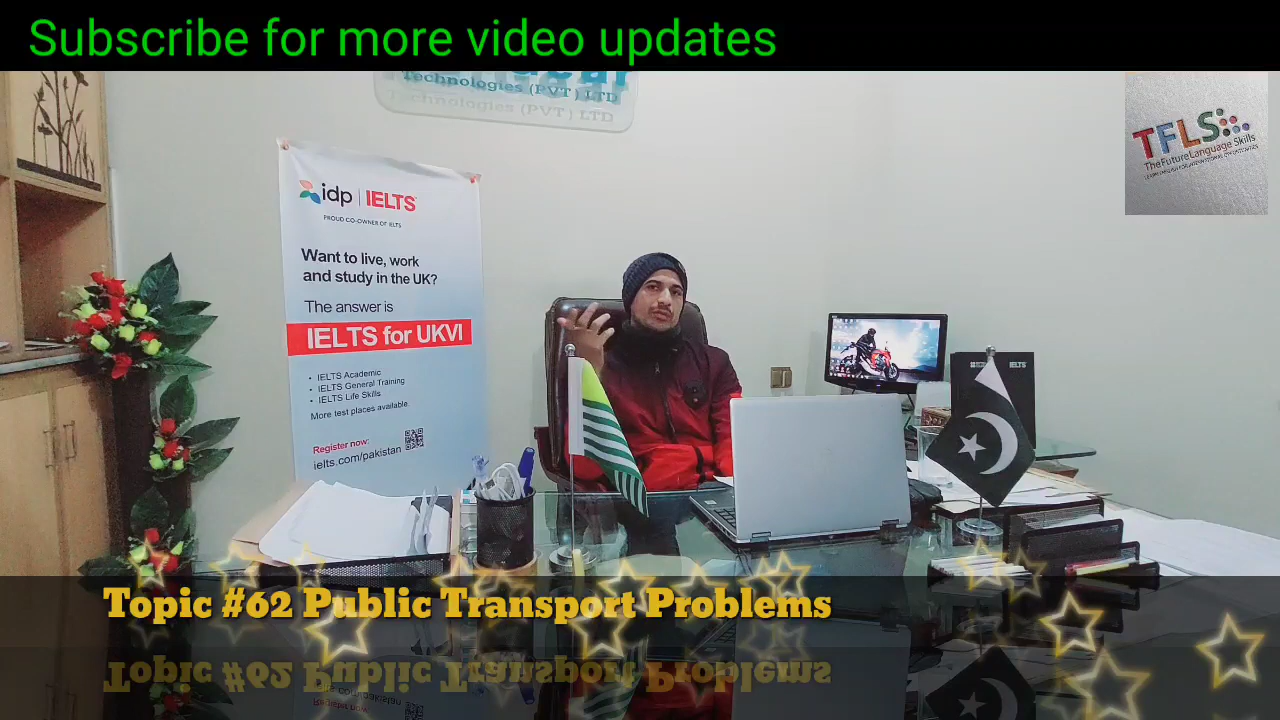 Subscribe for more video updates
Technologies (PVT) LTD
Technologies (PVT) LTD
TFLS
The Future Language Skills
idp | IELTS
PROUD CO-OWNER OF IELTS
Want to live, work
and study in the UK?
The answer is
IELTS for UKVI
• IELTS Academic
• IELTS General Training
• IELTS Life Skills
More test places available.
Register now:
ielts.com/pakistan
IELTS
Topic #62 Public Transport Problems